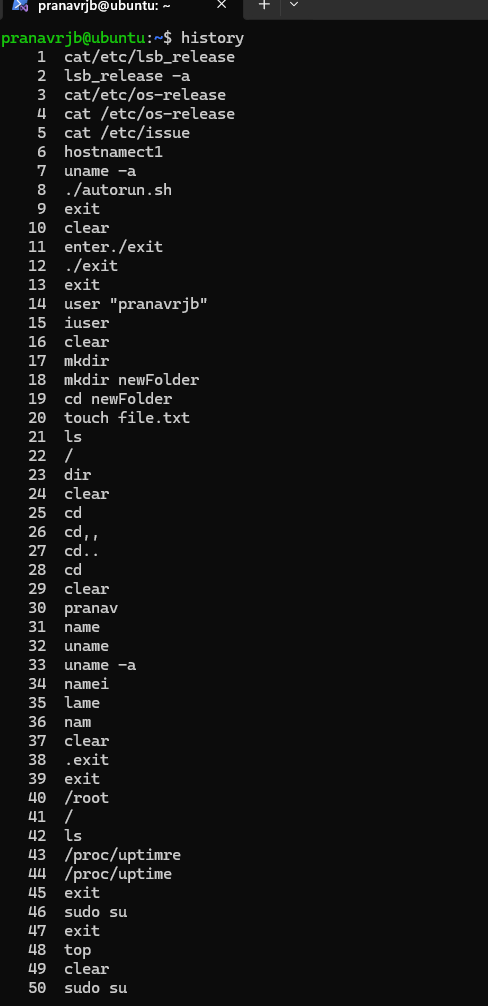 pranavrjb@ubuntu: ~
pranavrjb@ubuntu:~$ history
1 cat/etc/lsb_release
2 lsb_release -a
3 cat/etc/os-release
4 cat /etc/os-release
5 cat /etc/issue
6 hostnamect1
7 uname -a
8 ./autorun.sh
9 exit
10 clear
11 enter./exit
12 ./exit
13 exit
14 user "pranavrjb"
15 iuser
16 clear
17 mkdir
18 mkdir newFolder
19 cd newFolder
20 touch file.txt
21 ls
22 /
23 dir
24 clear
25 cd
26 cd,,
27 cd..
28 cd
29 clear
30 pranav
31 name
32 uname
33 uname -a
34 namei
35 lame
36 nam
37 clear
38 .exit
39 exit
40 /root
41 /
42 ls
43 /proc/uptimre
44 /proc/uptime
45 exit
46 sudo su
47 exit
48 top
49 clear
50 sudo su